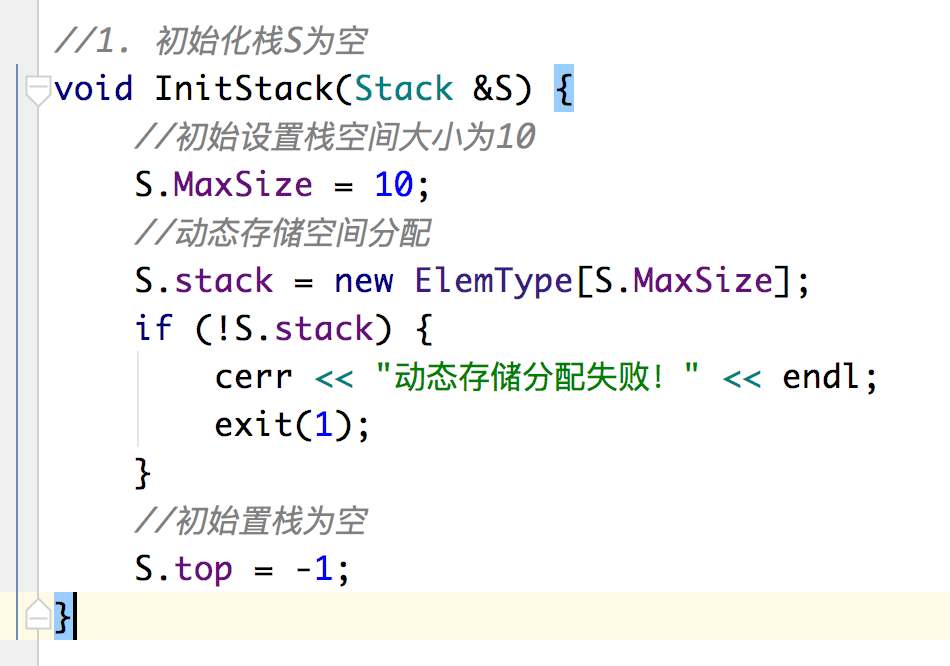 //1. 初始化栈S为空
void InitStack(Stack &S) {
    //初始设置栈空间大小为10
    S.MaxSize = 10;
    //动态存储空间分配
    S.stack = new ElemType[S.MaxSize];
    if (!S.stack) {
        cerr << "动态存储分配失败！" << endl;
        exit(1);
    }
    //初始置栈为空
    S.top = -1;
}